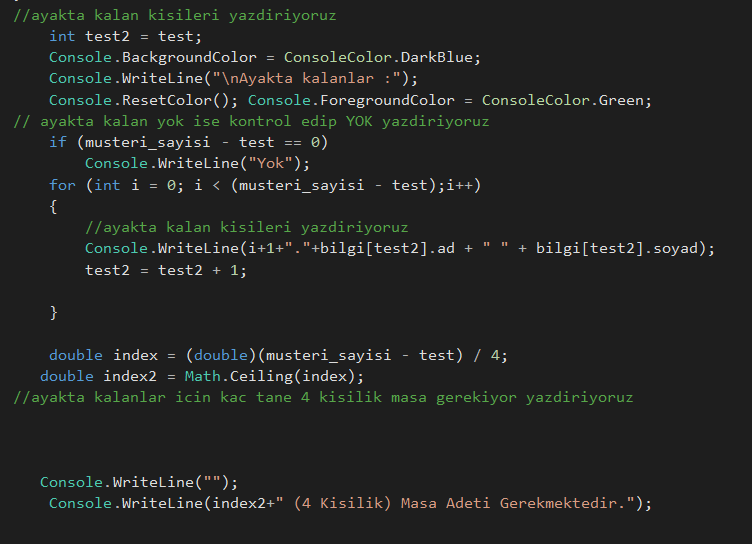 //ayakta kalan kisileri yazdiriyoruz
int test2 = test;
Console.BackgroundColor = ConsoleColor.DarkBlue;
Console.WriteLine("\nAyakta kalanlar :");
Console.ResetColor(); Console.ForegroundColor = ConsoleColor.Green;
// ayakta kalan yok ise kontrol edip YOK yazdiriyoruz
if (musteri_sayisi - test == 0)
Console.WriteLine("Yok");
for (int i = 0; i < (musteri_sayisi - test);i++)
{
//ayakta kalan kisileri yazdiriyoruz
Console.WriteLine(i+1+"."+bilgi[test2].ad + " " + bilgi[test2].soyad);
test2 = test2 + 1;
}
double index = (double)(musteri_sayisi - test) / 4;
double index2 = Math.Ceiling(index);
//ayakta kalanlar icin kac tane 4 kisilik masa gerekiyor yazdiriyoruz
Console.WriteLine("");
Console.WriteLine(index2+" (4 Kisilik) Masa Adeti Gerekmektedir.");